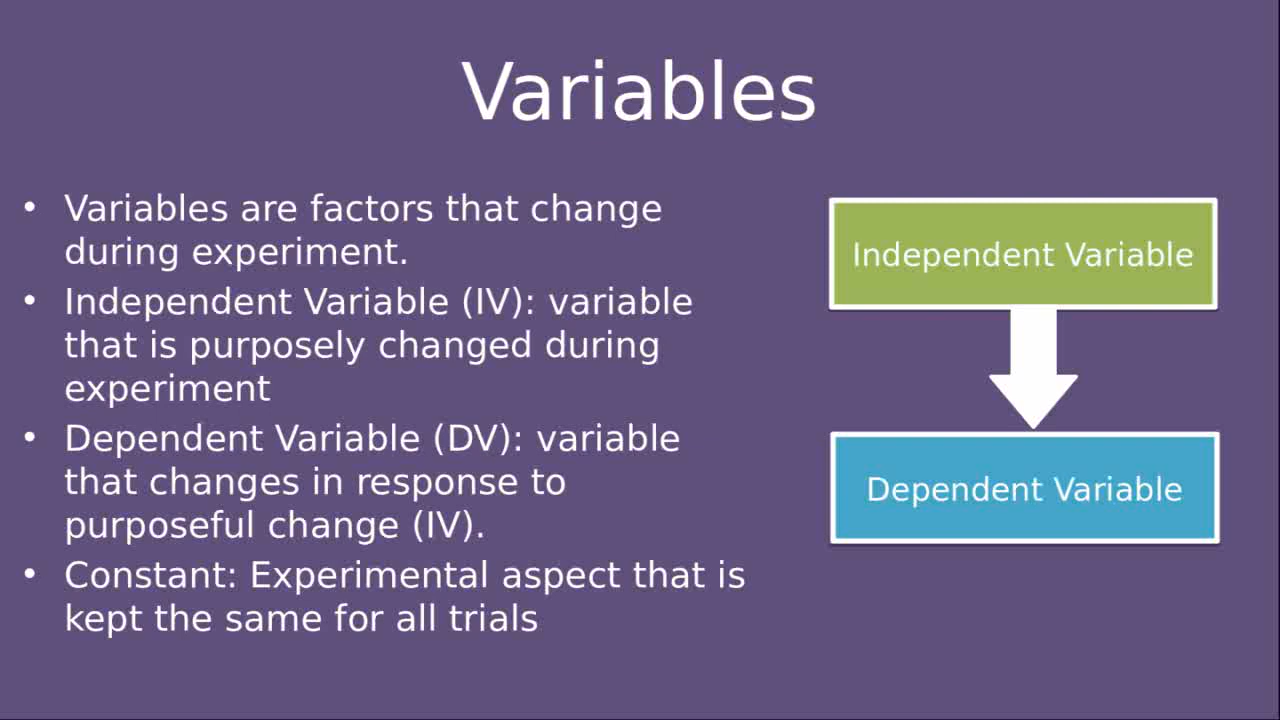 Variables
• Variables are factors that change
during experiment.
• Independent Variable (IV): variable
that is purposely changed during
experiment
• Dependent Variable (DV): variable
that changes in response to
purposeful change (IV).
• Constant: Experimental aspect that is
kept the same for all trials
Independent Variable
Dependent Variable